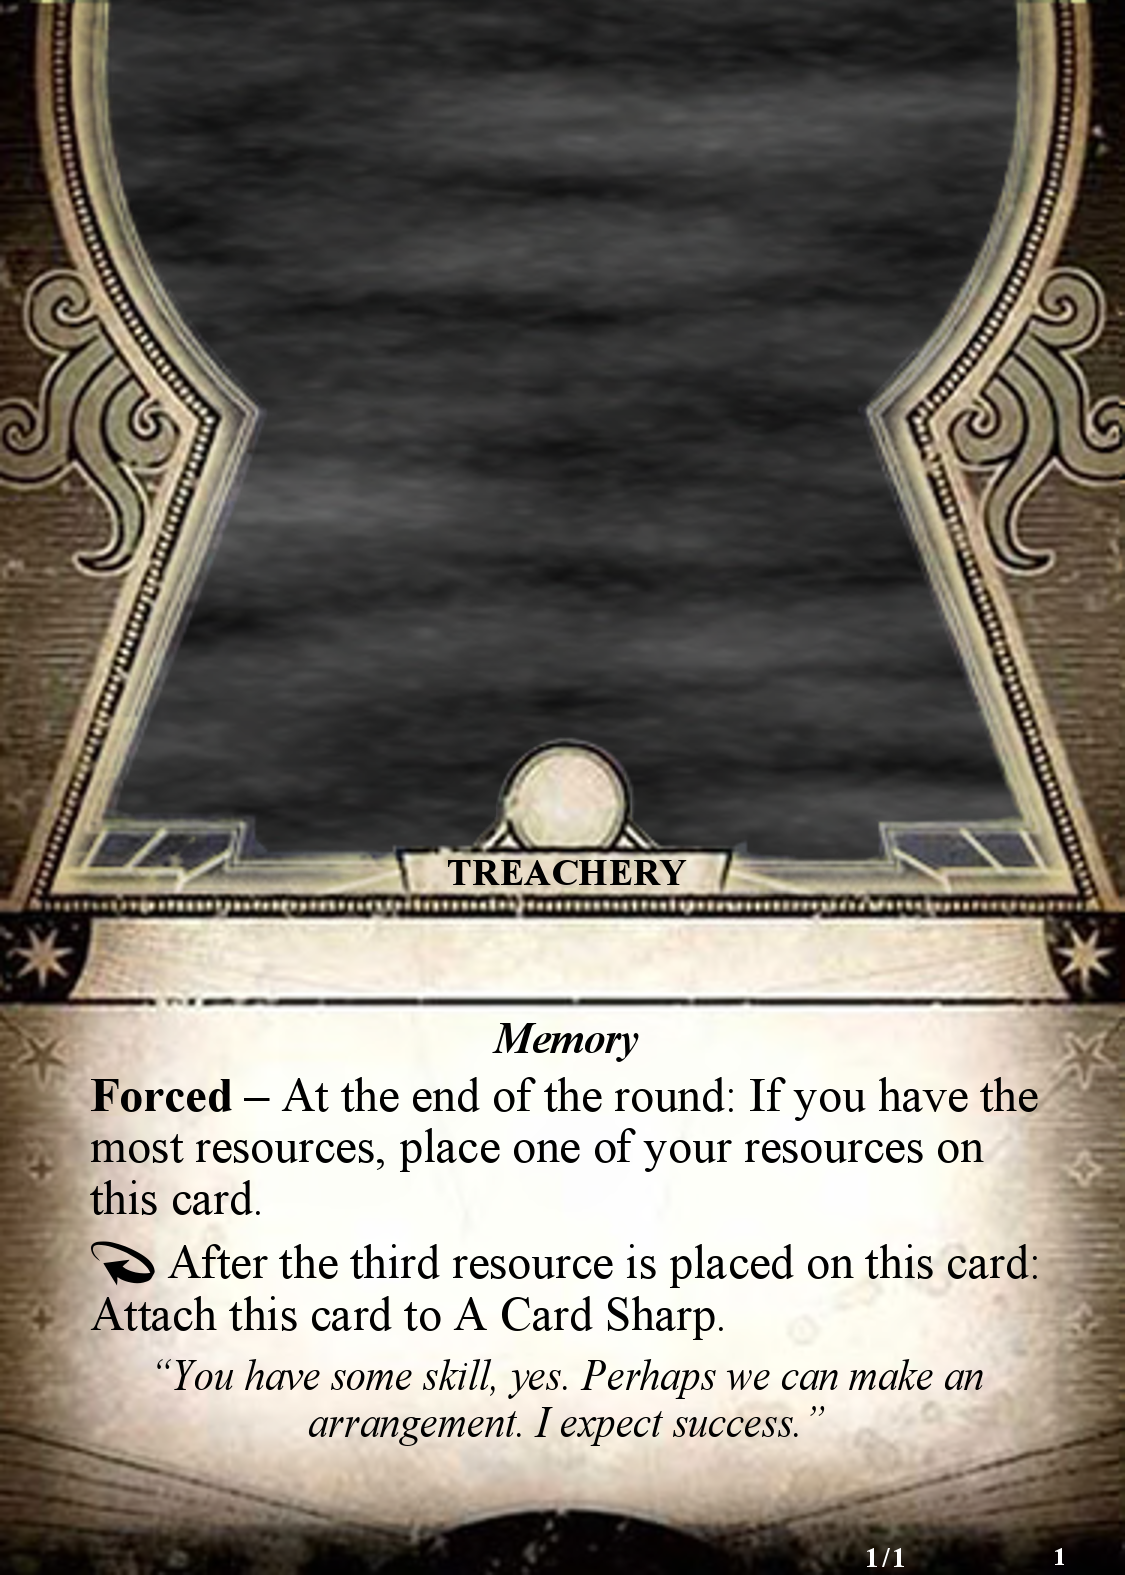 TREACHERY
Memory
Forced – At the end of the round: If you have the
most resources, place one of your resources on
this card.
After the third resource is placed on this card:
Attach this card to A Card Sharp.
“You have some skill, yes. Perhaps we can make an
arrangement. I expect success.”
1/1 1